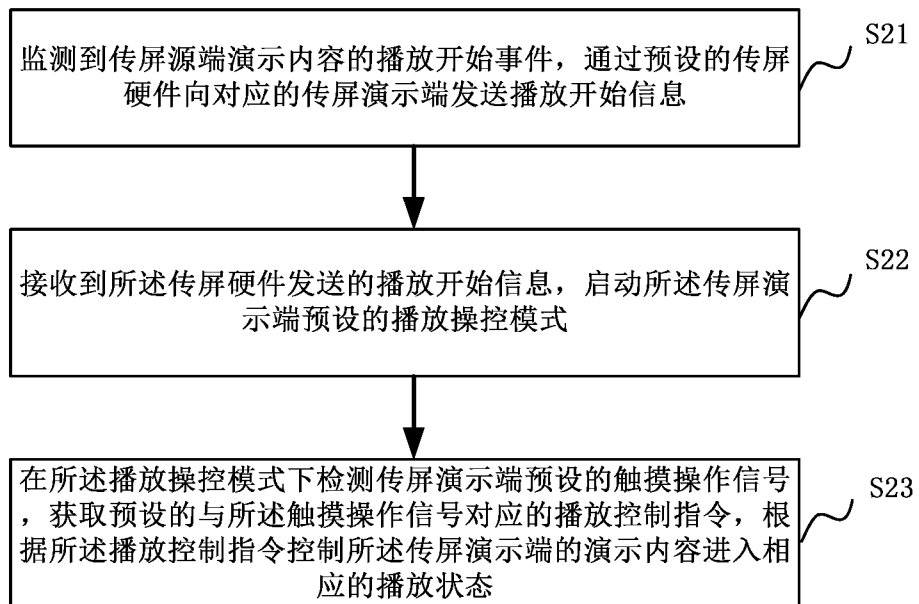 监测到传屏源端演示内容的播放开始事件，通过预设的传屏
硬件向对应的传屏演示端发送播放开始信息
S21
接收到所述传屏硬件发送的播放开始信息，启动所述传屏演
示端预设的播放操控模式
S22
在所述播放操控模式下检测传屏演示端预设的触摸操作信号
，获取预设的与所述触摸操作信号对应的播放控制指令，根
据所述播放控制指令控制所述传屏演示端的演示内容进入相
应的播放状态
S23